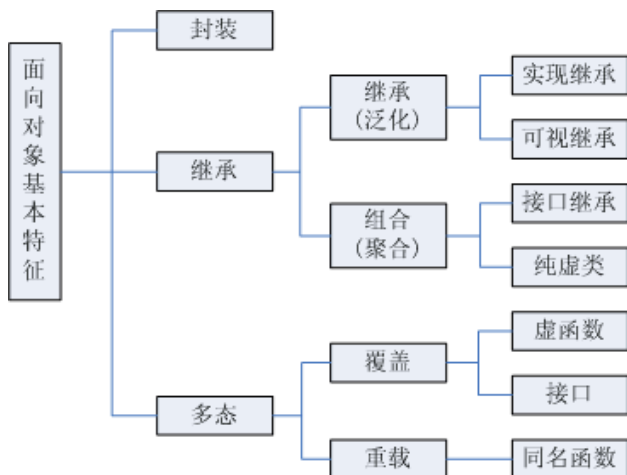 面向对象基本特征
封装
继承
继承
(泛化)
实现继承
可视继承
组合
(聚合)
接口继承
纯虚类
多态
覆盖
虚函数
接口
重载
同名函数